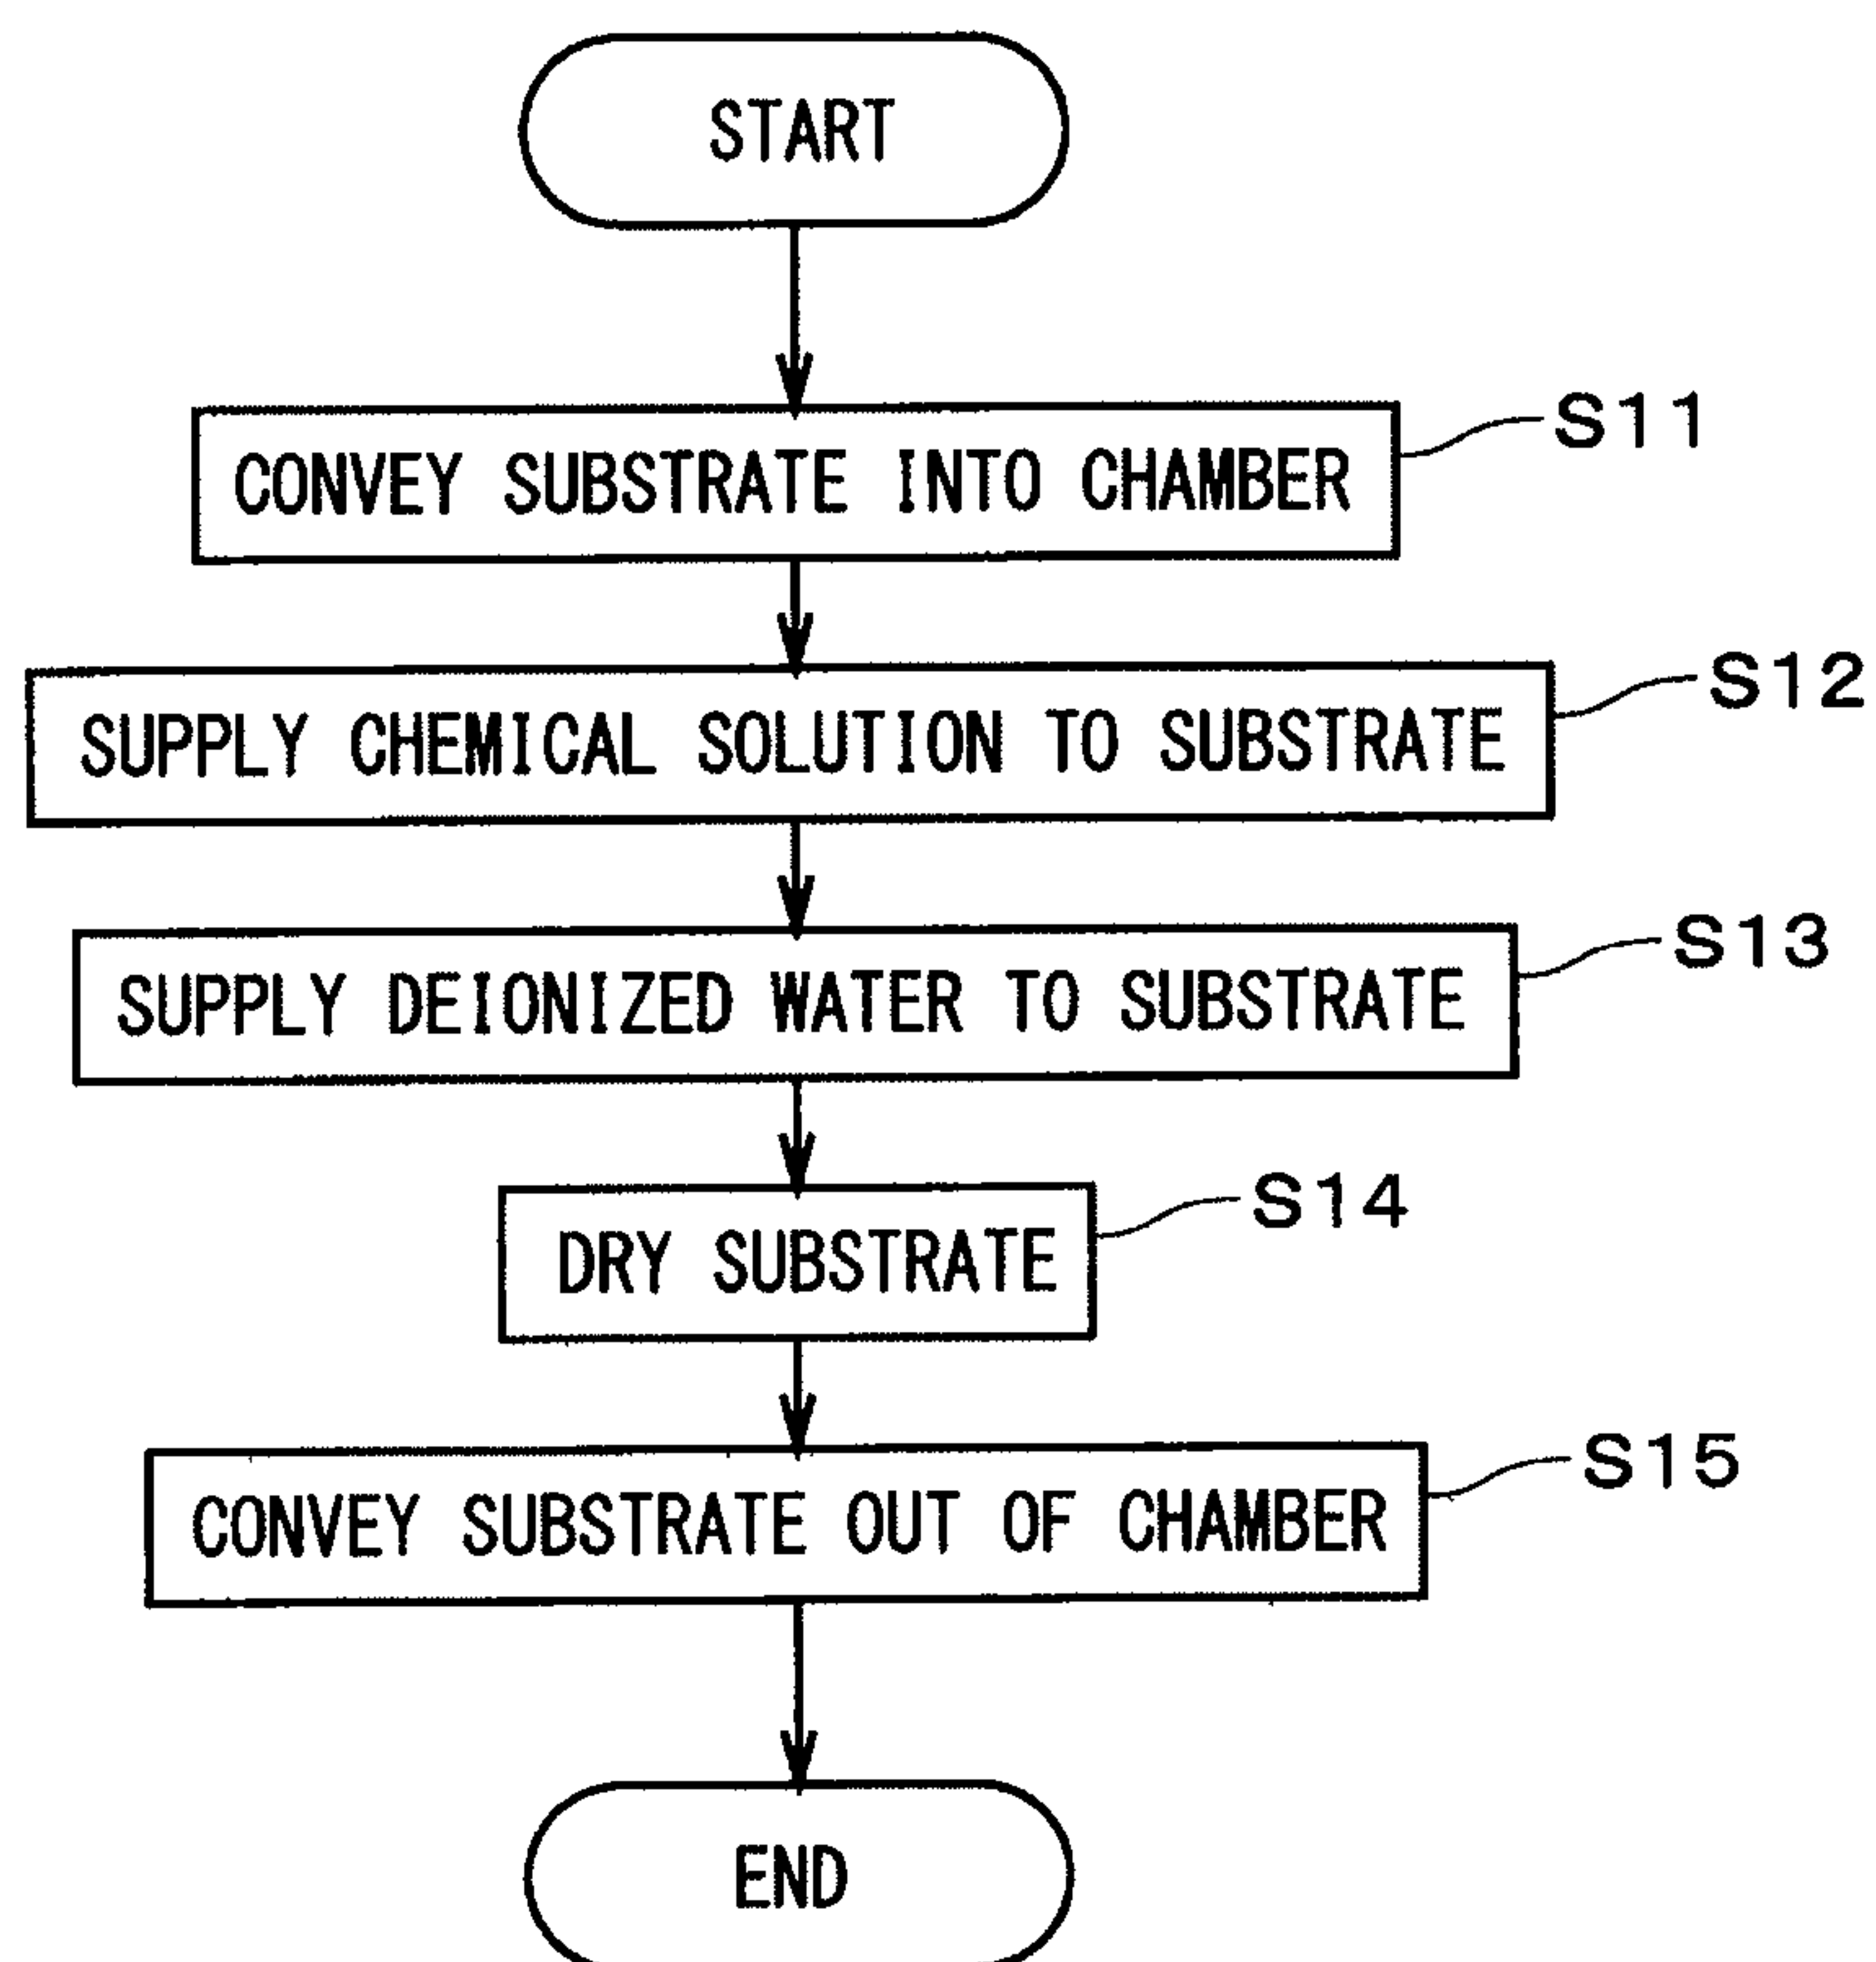 START
CONVEY SUBSTRATE INTO CHAMBER
S11
SUPPLY CHEMICAL SOLUTION TO SUBSTRATE
S12
SUPPLY DEIONIZED WATER TO SUBSTRATE
S13
DRY SUBSTRATE
S14
CONVEY SUBSTRATE OUT OF CHAMBER
S15
END